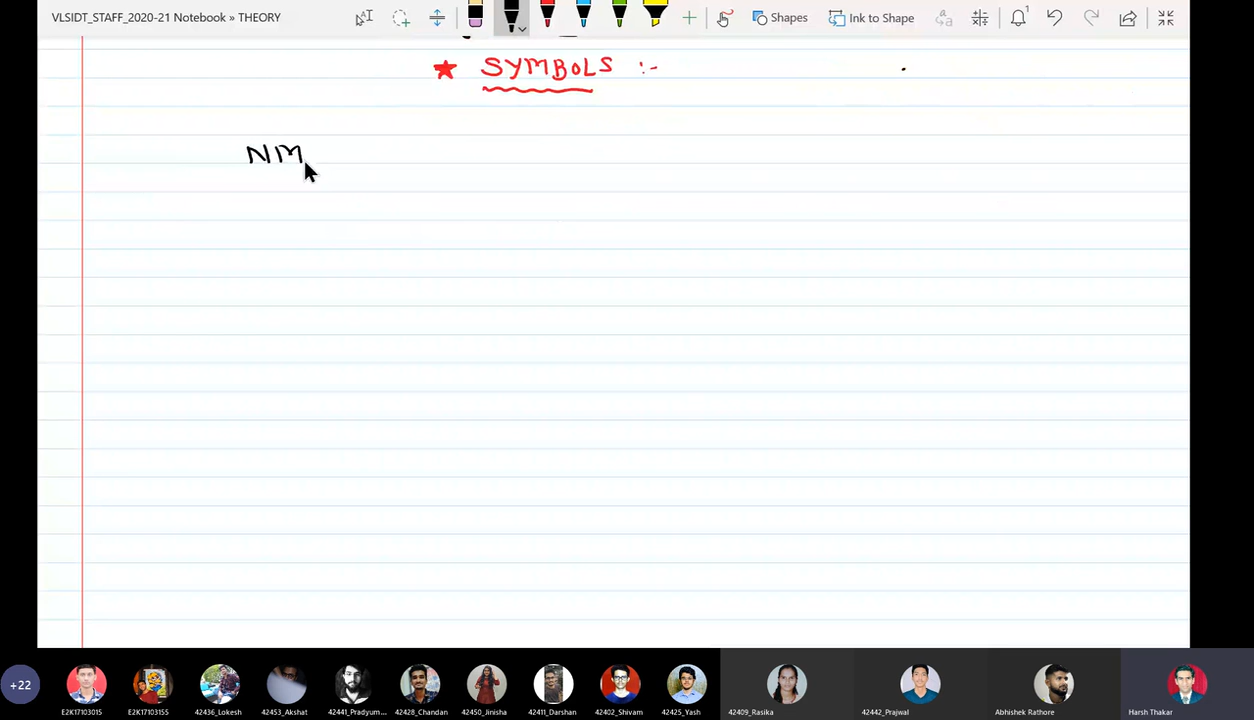 VLSIDT_STAFF_2020-21 Notebook » THEORY
Shapes
Ink to Shape
1
★ SYMBOLS :-
NM
+22
E2K17103015
E2K17103155
42436_Lokesh
42453_Akshat
42441_Pradyum...
42428_Chandan
42450_Jinisha
42411_Darshan
42402_Shivam
42425_Yash
42409_Rasika
42442_Prajwal
Abhishek Rathore
Harsh Thakar